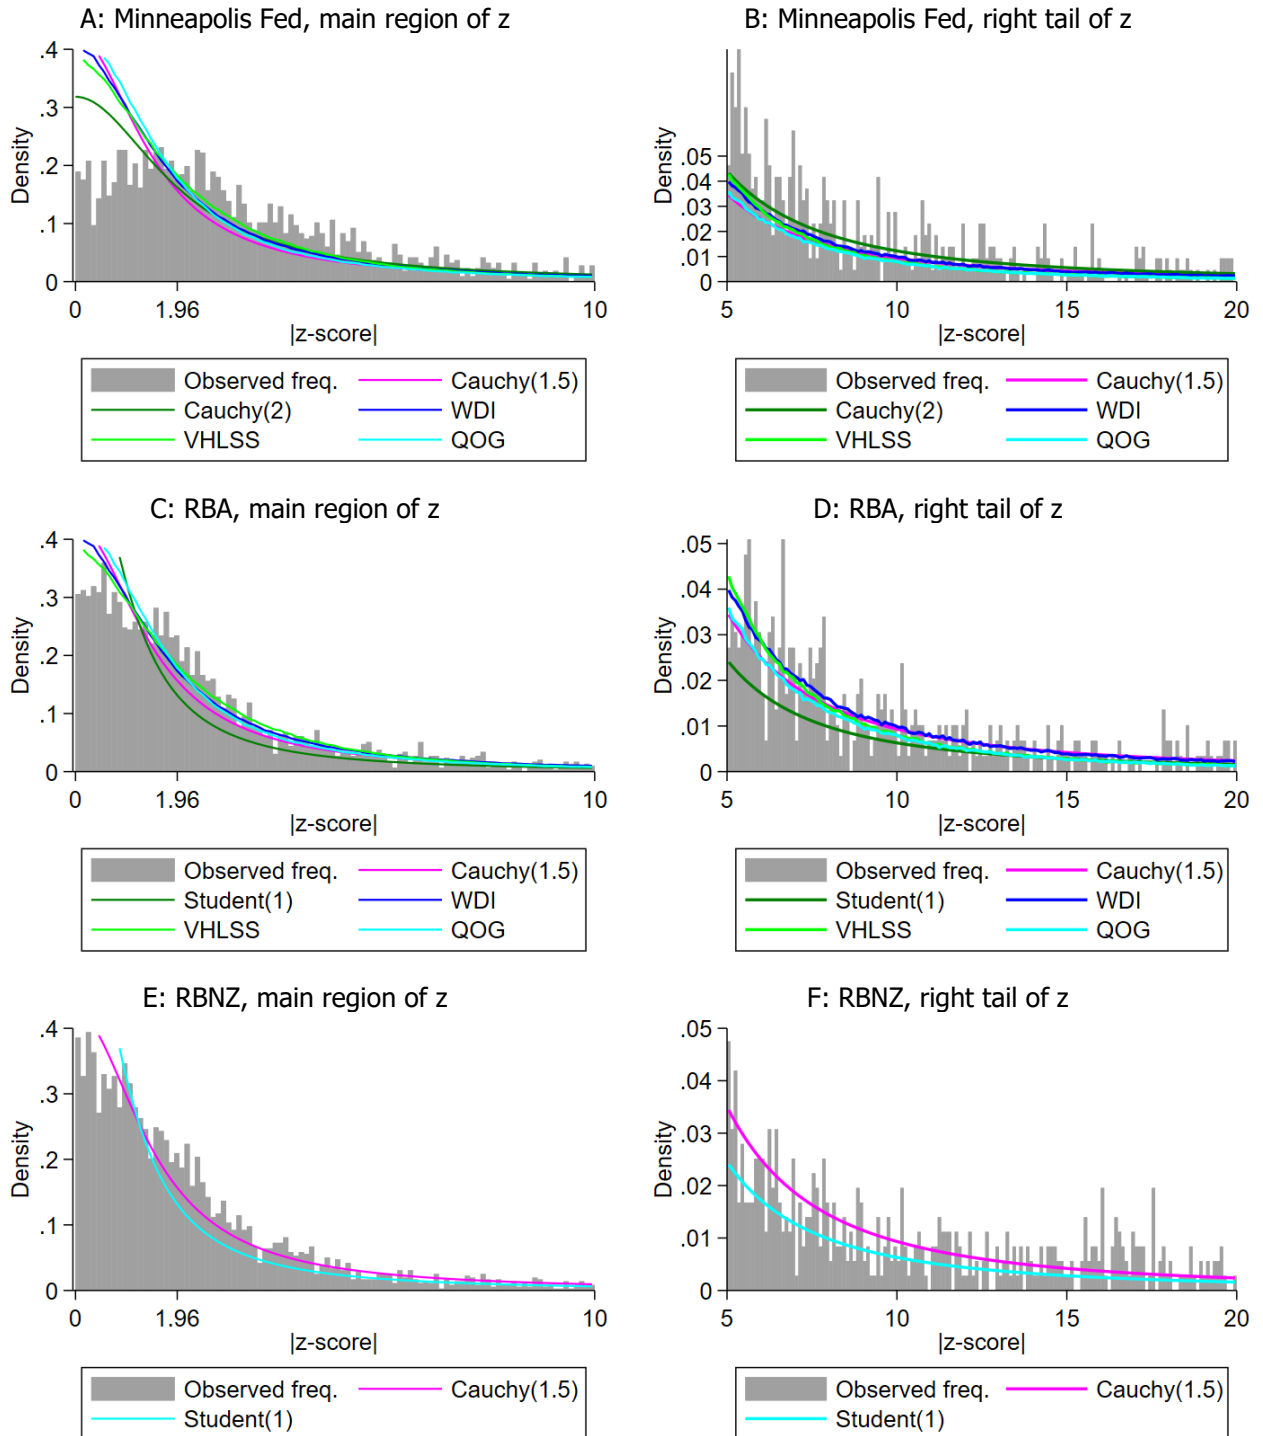 A: Minneapolis Fed, main region of z
.4
.3
.2
.1
0
Density
0 1.96 10
|z-score|
Observed freq. Cauchy(1.5)
Cauchy(2) WDI
VHLSS QOG
B: Minneapolis Fed, right tail of z
.05
.04
.03
.02
.01
0
Density
5 10 15 20
|z-score|
Observed freq. Cauchy(1.5)
Cauchy(2) WDI
VHLSS QOG
C: RBA, main region of z
.4
.3
.2
.1
0
Density
0 1.96 10
|z-score|
Observed freq. Cauchy(1.5)
Student(1) WDI
VHLSS QOG
D: RBA, right tail of z
.05
.04
.03
.02
.01
0
Density
5 10 15 20
|z-score|
Observed freq. Cauchy(1.5)
Student(1) WDI
VHLSS QOG
E: RBNZ, main region of z
.4
.3
.2
.1
0
Density
0 1.96 10
|z-score|
Observed freq. Cauchy(1.5)
Student(1)
F: RBNZ, right tail of z
.05
.04
.03
.02
.01
0
Density
5 10 15 20
|z-score|
Observed freq. Cauchy(1.5)
Student(1)